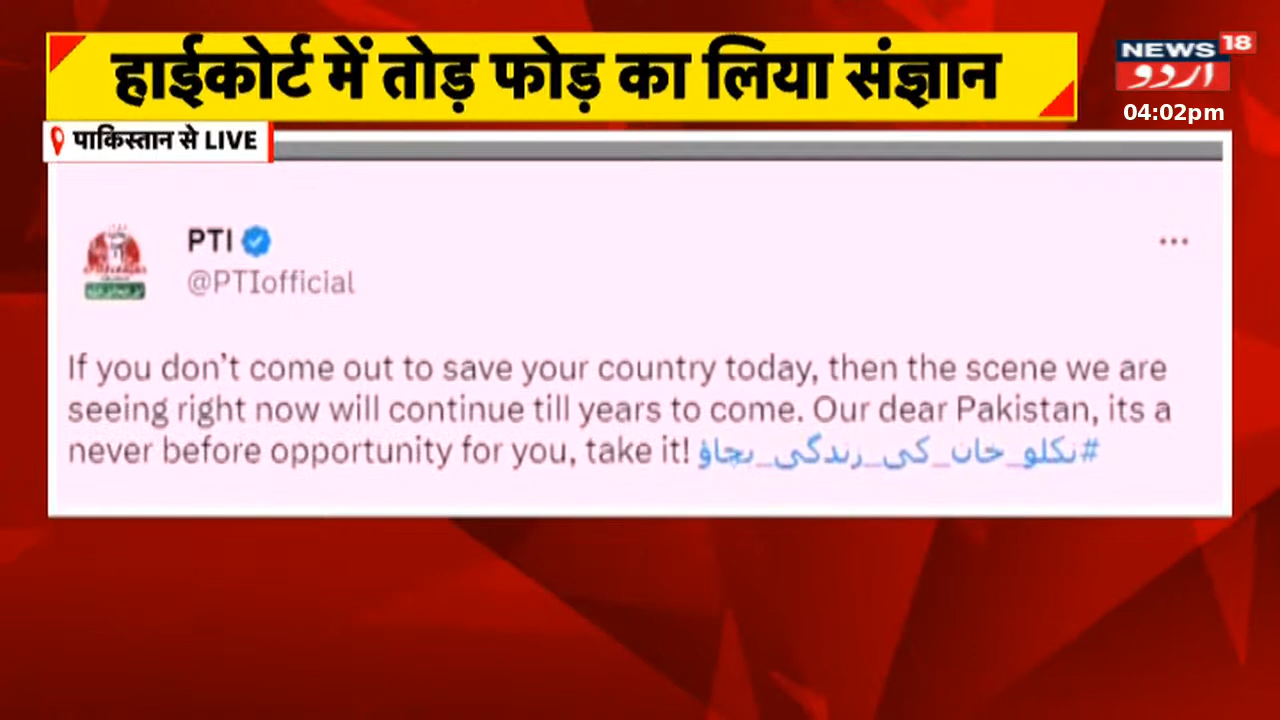 हाईकोर्ट में तोड़ फोड़ का लिया संज्ञान
NEWS 18
اردو
04:02pm
पाकिस्तान से LIVE
PTI
@PTIofficial
If you don't come out to save your country today, then the scene we are
seeing right now will continue till years to come. Our dear Pakistan, its a
never before opportunity for you, take it! #نکلو_خان_کی_زندگی_بچاؤ